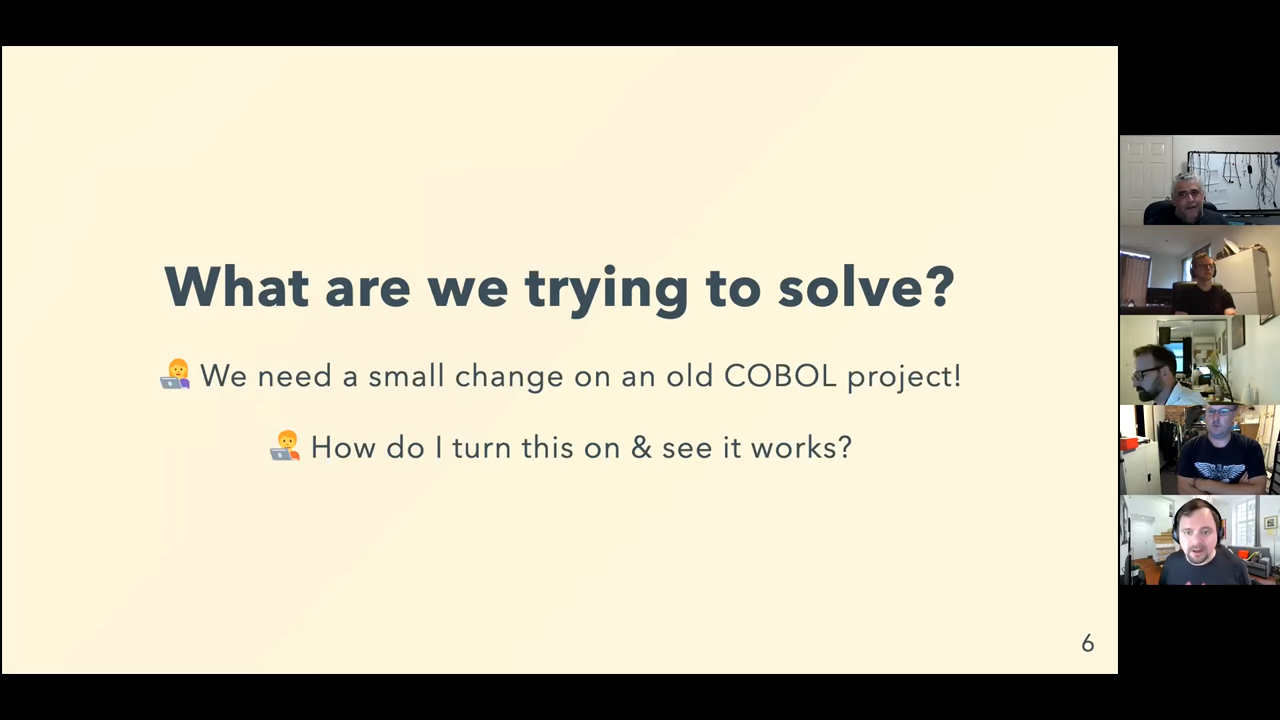 What are we trying to solve?
👩‍💻 We need a small change on an old COBOL project!
🧑‍💻 How do I turn this on & see it works?
6